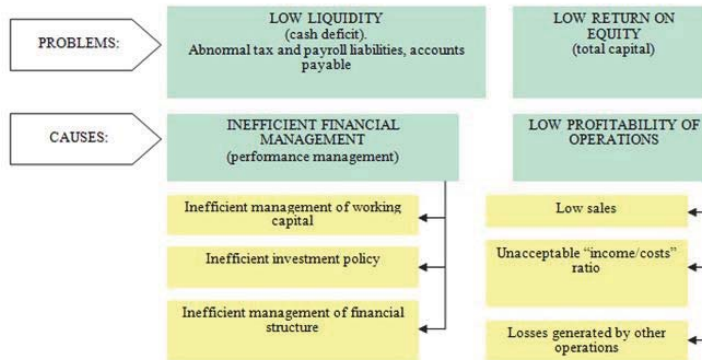 PROBLEMS:
LOW LIQUIDITY
(cash deficit).
Abnormal tax and payroll liabilities, accounts
payable
LOW RETURN ON
EQUITY
(total capital)
CAUSES:
INEFFICIENT FINANCIAL
MANAGEMENT
(performance management)
LOW PROFITABILITY OF
OPERATIONS
Inefficient management of working
capital
Inefficient investment policy
Inefficient management of financial
structure
Low sales
Unacceptable “income/costs”
ratio
Losses generated by other
operations